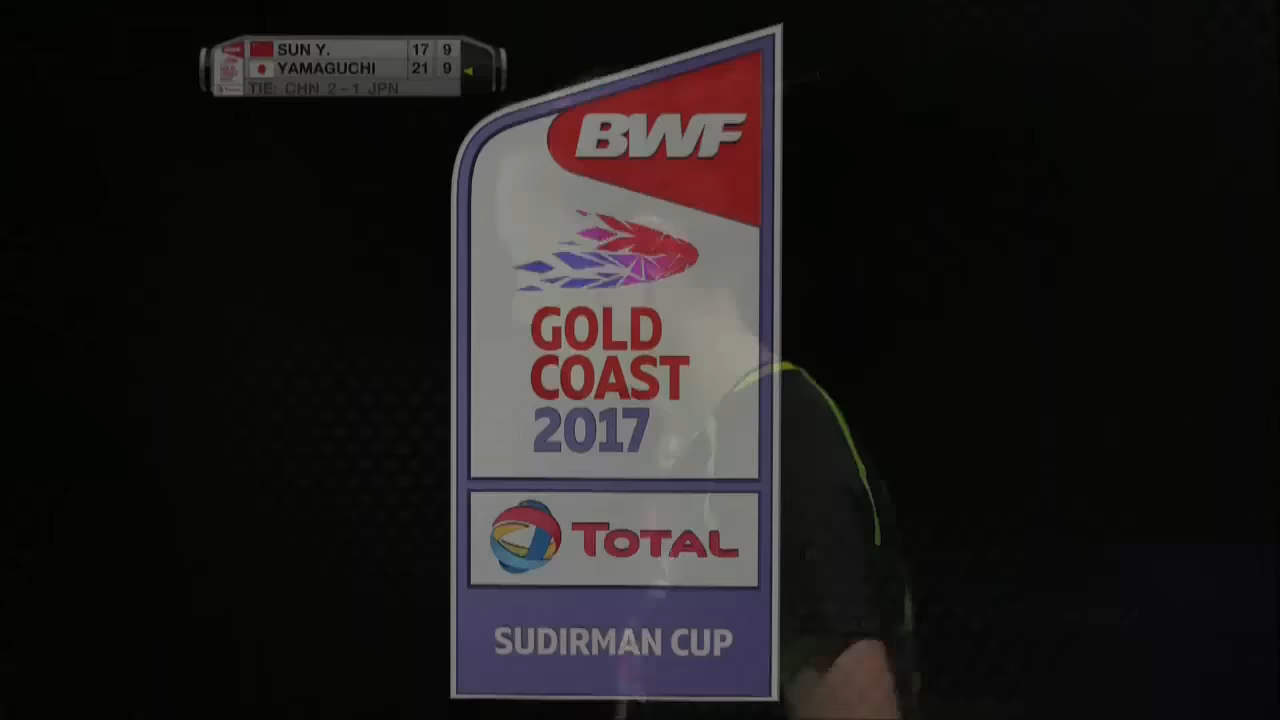 SUN Y. 17 9
YAMAGUCHI 21 9
TIE: CHN 2 - 1 JPN
BWF
GOLD
COAST
2017
TOTAL
SUDIRMAN CUP